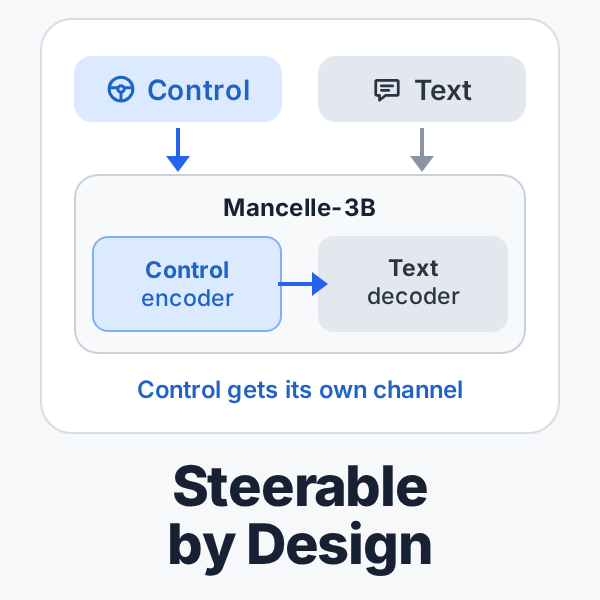 Control
Text
Mancelle-3B
Control
encoder
Text
decoder
Control gets its own channel
Steerable
by Design